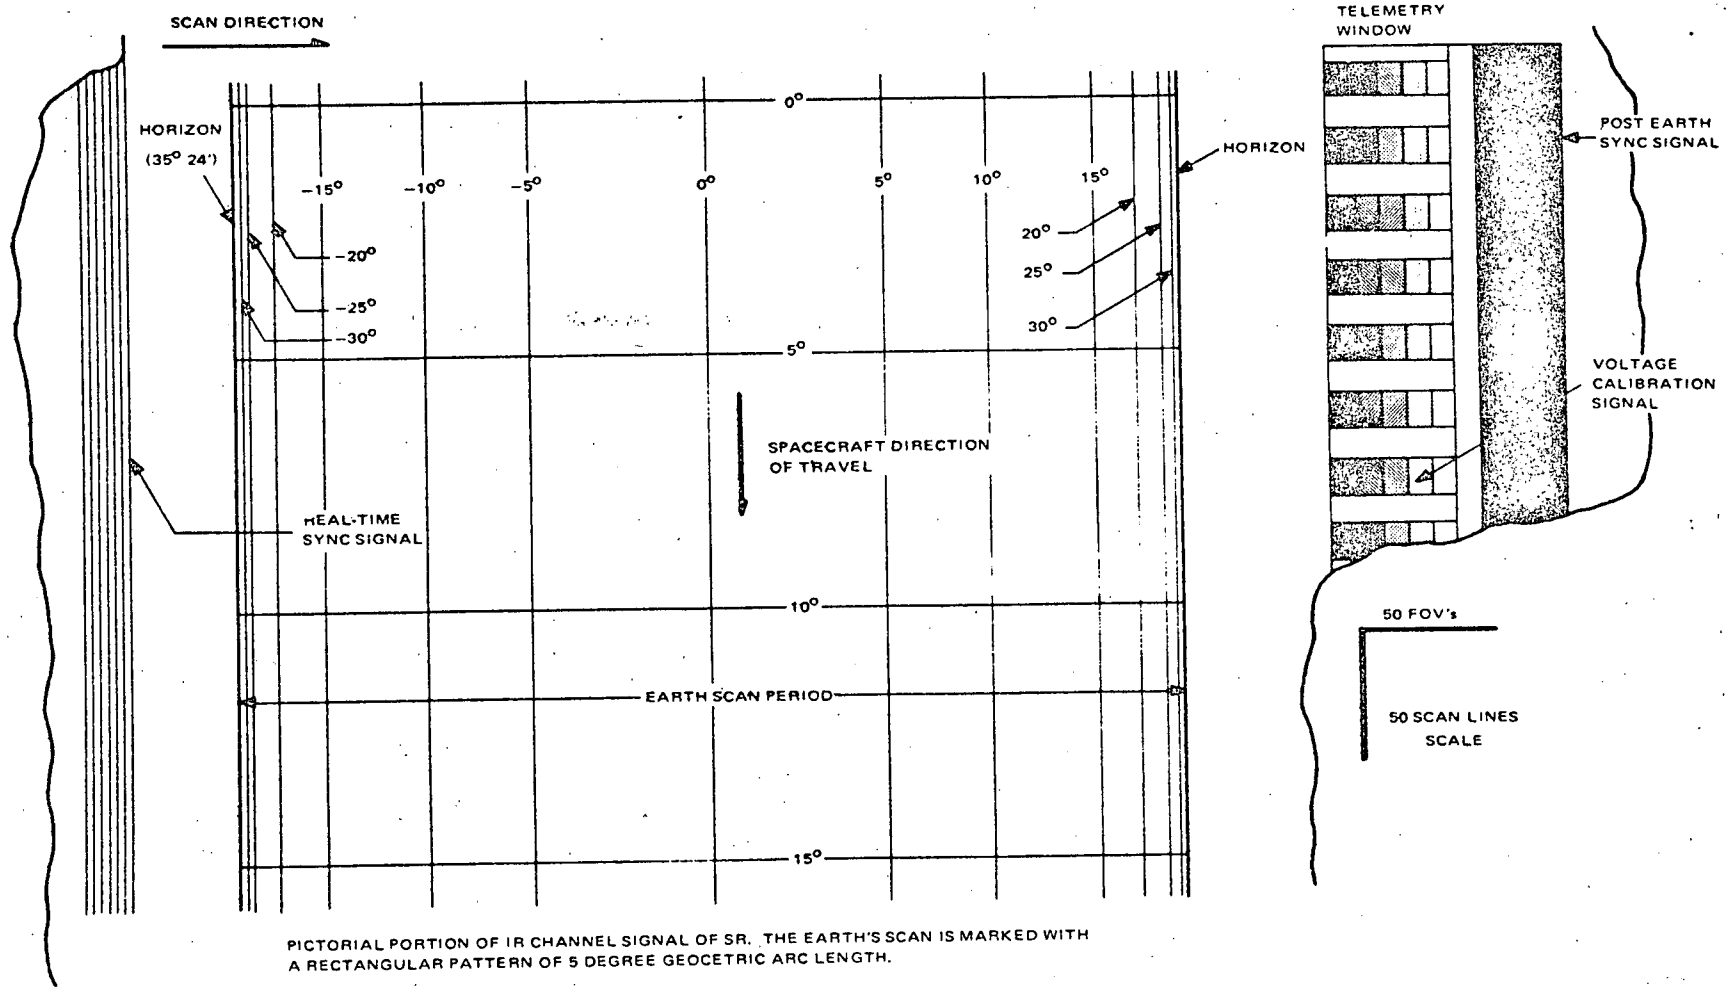 SCAN DIRECTION
TELEMETRY
WINDOW
0°
HORIZON
(35° 24')
POST EARTH
SYNC SIGNAL
HORIZON
-15°
-10°
-5°
0°
5°
10°
15°
20°
-20°
25°
-25°
30°
-30°
5°
VOLTAGE
CALIBRATION
SIGNAL
SPACECRAFT DIRECTION
OF TRAVEL
REAL-TIME
SYNC SIGNAL
10°
50 FOV's
EARTH SCAN PERIOD
50 SCAN LINES
SCALE
15°
PICTORIAL PORTION OF IR CHANNEL SIGNAL OF SR. THE EARTH'S SCAN IS MARKED WITH
A RECTANGULAR PATTERN OF 5 DEGREE GEOCETRIC ARC LENGTH.